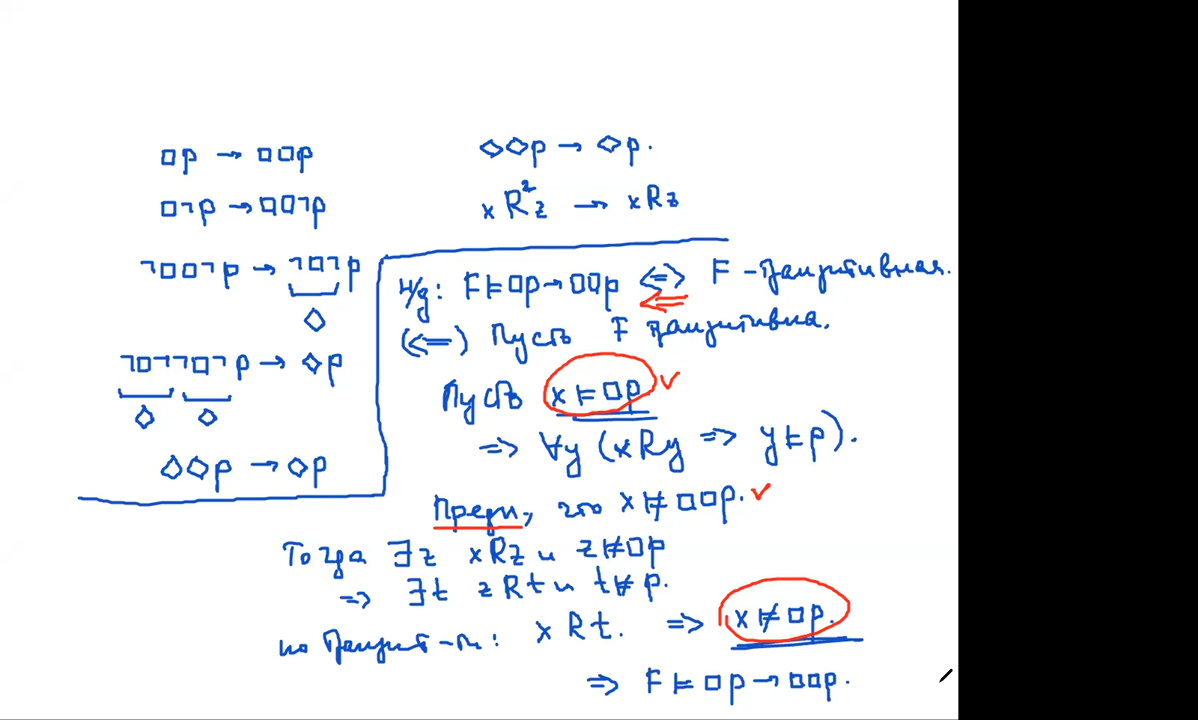 □p → □□p
□¬p → □□¬p
¬□□¬p → ¬□¬p
◇
¬□¬¬□¬p → ◇p
◇ ◇
◇◇p → ◇p
◇◇p → ◇p.
xR²z → xRz
Н/д: F ⊨ □p → □□p ⇔ F - транзитивная.
⇐
(⇐) Пусть F транзитивна.
Пусть x ⊨ □p ✓
⇒ ∀y (xRy ⇒ y ⊨ p).
Предп, что x ⊭ □□p. ✓
Тогда ∃z xRz и z ⊭ □p
⇒ ∃t zRt и t ⊭ p.
по транзит-ти: xRt. ⇒ x ⊭ □p.
⇒ F ⊨ □p → □□p.